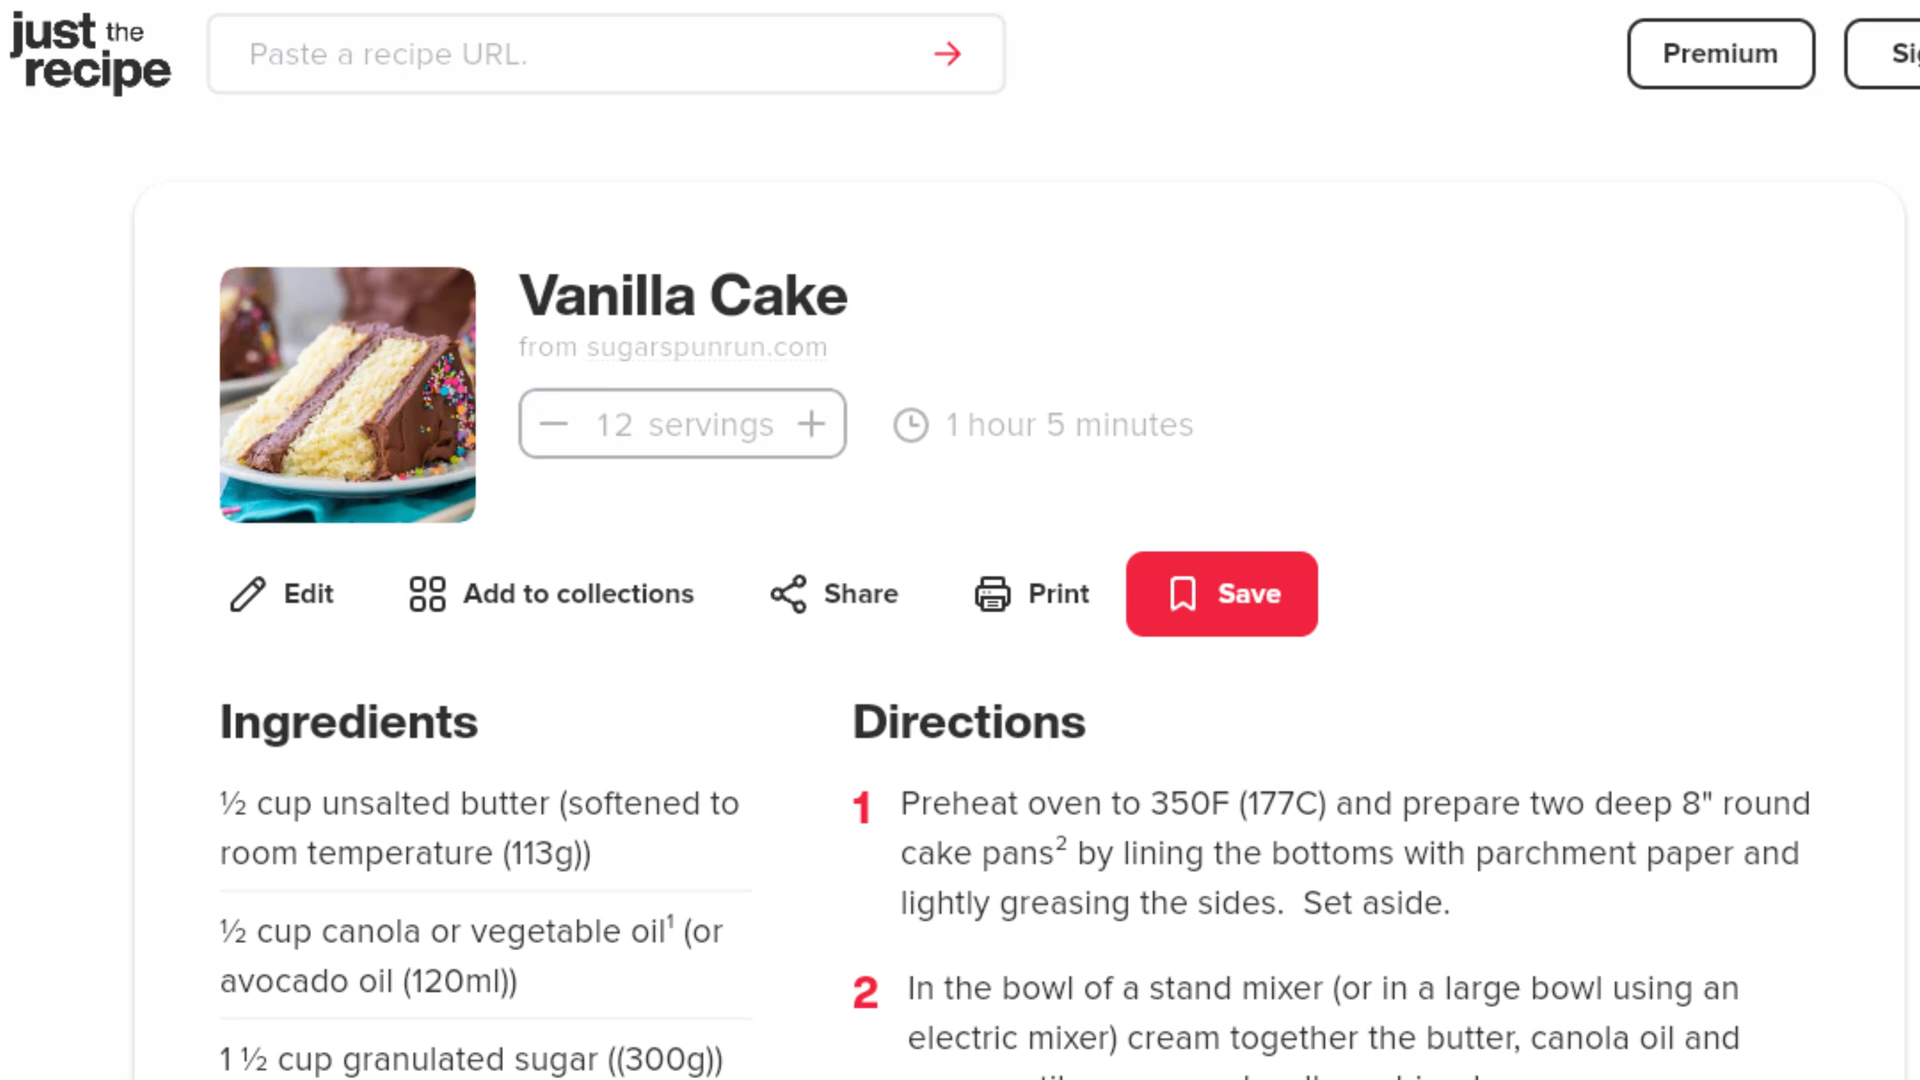 just the
recipe
Paste a recipe URL.
Premium
Vanilla Cake
from sugarspunrun.com
12 servings
1 hour 5 minutes
Edit
Add to collections
Share
Print
Save
Ingredients
½ cup unsalted butter (softened to
room temperature (113g))
½ cup canola or vegetable oil¹ (or
avocado oil (120ml))
1 ½ cup granulated sugar ((300g))
Directions
1 Preheat oven to 350F (177C) and prepare two deep 8" round
cake pans² by lining the bottoms with parchment paper and
lightly greasing the sides.  Set aside.
2 In the bowl of a stand mixer (or in a large bowl using an
electric mixer) cream together the butter, canola oil and